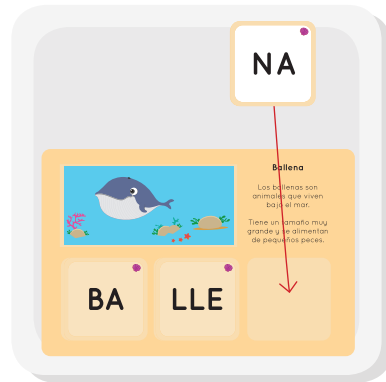 NA
Ballena
Las ballenas son
animales que viven
bajo el mar.
Tiene un tamaño muy
grande y se alimentan
de pequeños peces.
BA
LLE